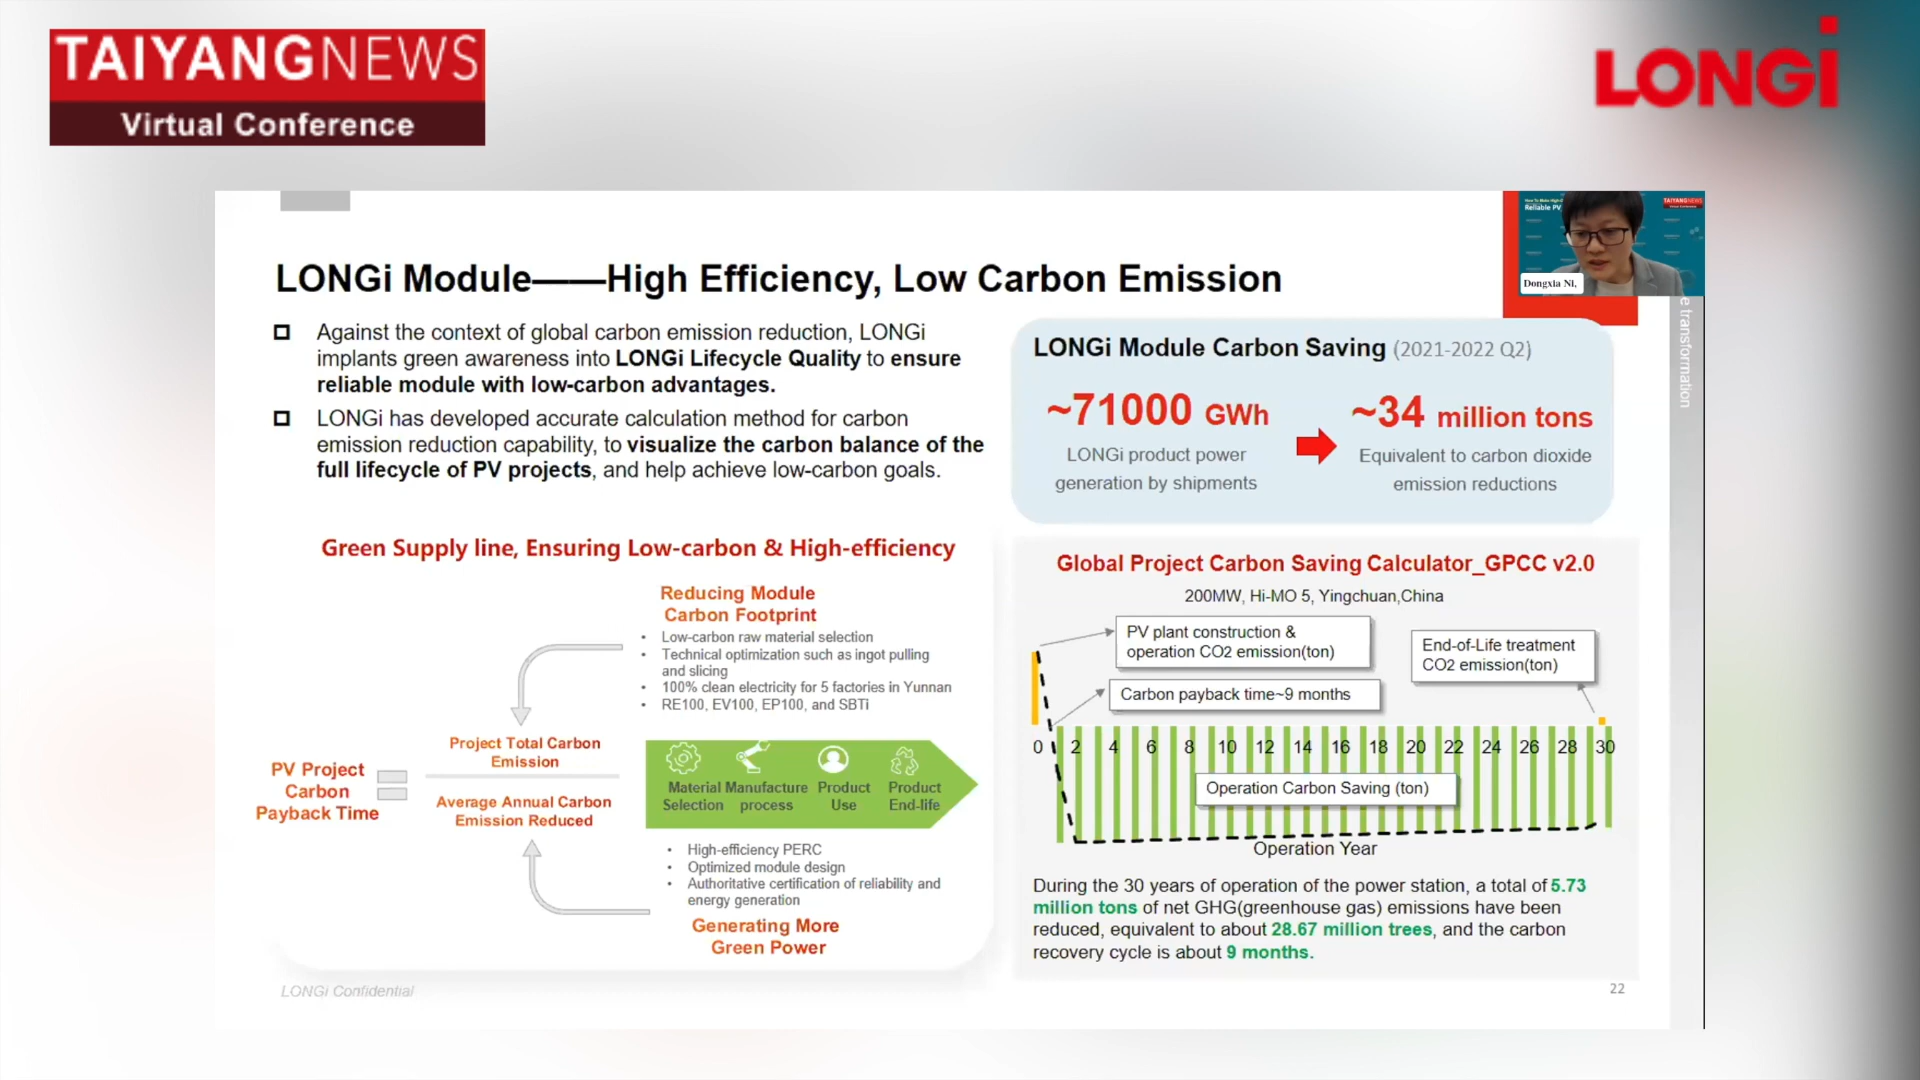 TAIYANGNEWS
Virtual Conference
LONGi
Reliable PV
TAIYANGNEWS
Dongxia Ni,
e transformation
LONGi Module——High Efficiency, Low Carbon Emission
Against the context of global carbon emission reduction, LONGi
implants green awareness into LONGi Lifecycle Quality to ensure
reliable module with low-carbon advantages.
LONGi has developed accurate calculation method for carbon
emission reduction capability, to visualize the carbon balance of the
full lifecycle of PV projects, and help achieve low-carbon goals.
LONGi Module Carbon Saving (2021-2022 Q2)
~71000 GWh
LONGi product power
generation by shipments
~34 million tons
Equivalent to carbon dioxide
emission reductions
Green Supply line, Ensuring Low-carbon & High-efficiency
Reducing Module
Carbon Footprint
• Low-carbon raw material selection
• Technical optimization such as ingot pulling
and slicing
• 100% clean electricity for 5 factories in Yunnan
• RE100, EV100, EP100, and SBTi
PV Project
Carbon
Payback Time
Project Total Carbon
Emission
Average Annual Carbon
Emission Reduced
Material
Selection
Manufacture
process
Product
Use
Product
End-life
• High-efficiency PERC
• Optimized module design
• Authoritative certification of reliability and
energy generation
Generating More
Green Power
Global Project Carbon Saving Calculator_GPCC v2.0
200MW, Hi-MO 5, Yingchuan,China
PV plant construction &
operation CO2 emission(ton)
End-of-Life treatment
CO2 emission(ton)
Carbon payback time~9 months
0 2 4 6 8 10 12 14 16 18 20 22 24 26 28 30
Operation Carbon Saving (ton)
Operation Year
During the 30 years of operation of the power station, a total of 5.73
million tons of net GHG(greenhouse gas) emissions have been
reduced, equivalent to about 28.67 million trees, and the carbon
recovery cycle is about 9 months.
LONGi Confidential
22